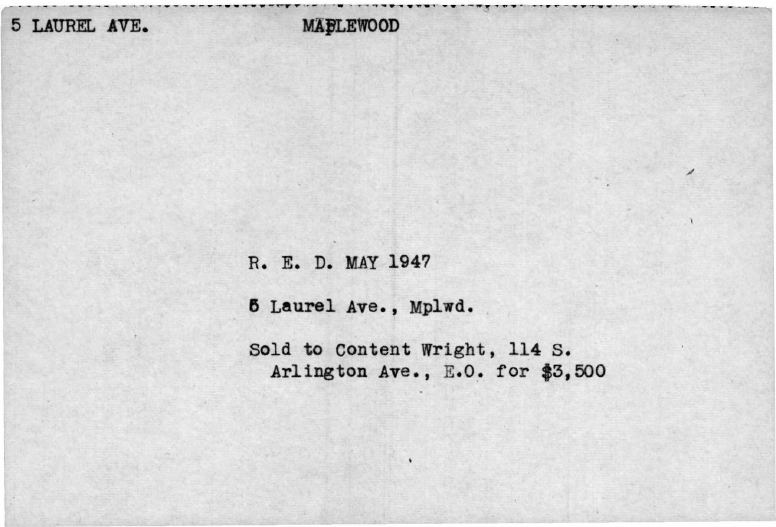 5 LAUREL AVE. MAPLEWOOD
R. E. D. MAY 1947
5 Laurel Ave., Mplwd.
Sold to Content Wright, 114 S.
Arlington Ave., E.O. for $3,500